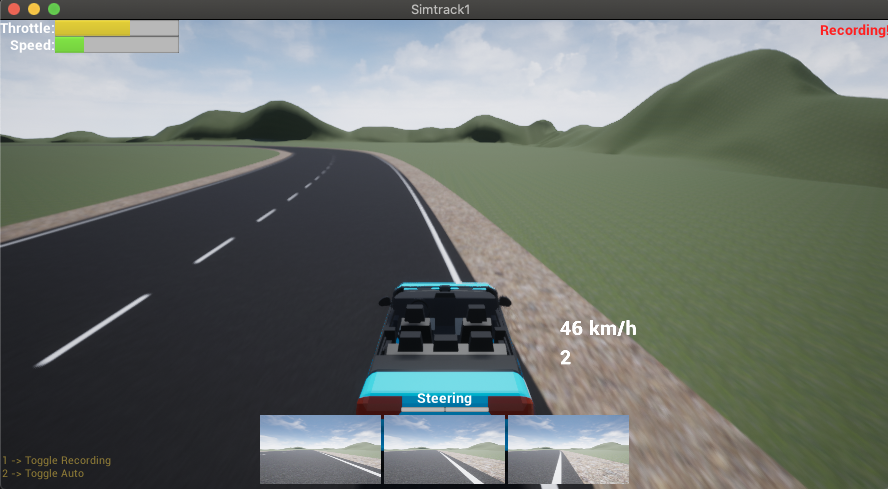 Simtrack1
Throttle:
Recording!
Speed:
46 km/h
2
Steering
1 -> Toggle Recording
2 -> Toggle Auto